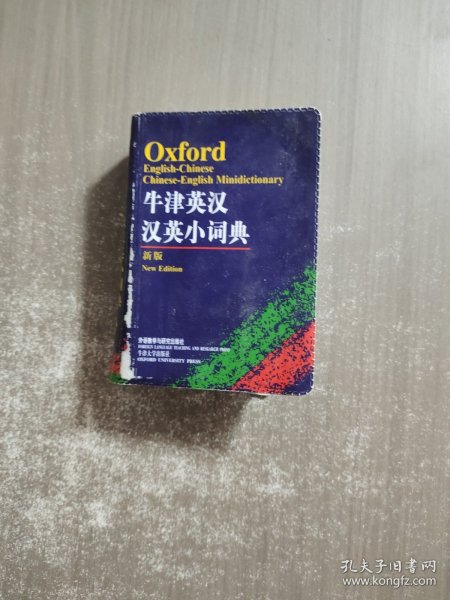 Oxford
English-Chinese
Chinese-English Minidictionary
牛津英汉
汉英小词典
新版
New Edition
外语教学与研究出版社
FOREIGN LANGUAGE TEACHING AND RESEARCH PRESS
牛津大学出版社
OXFORD UNIVERSITY PRESS
孔夫子旧书网
www.kongfz.com